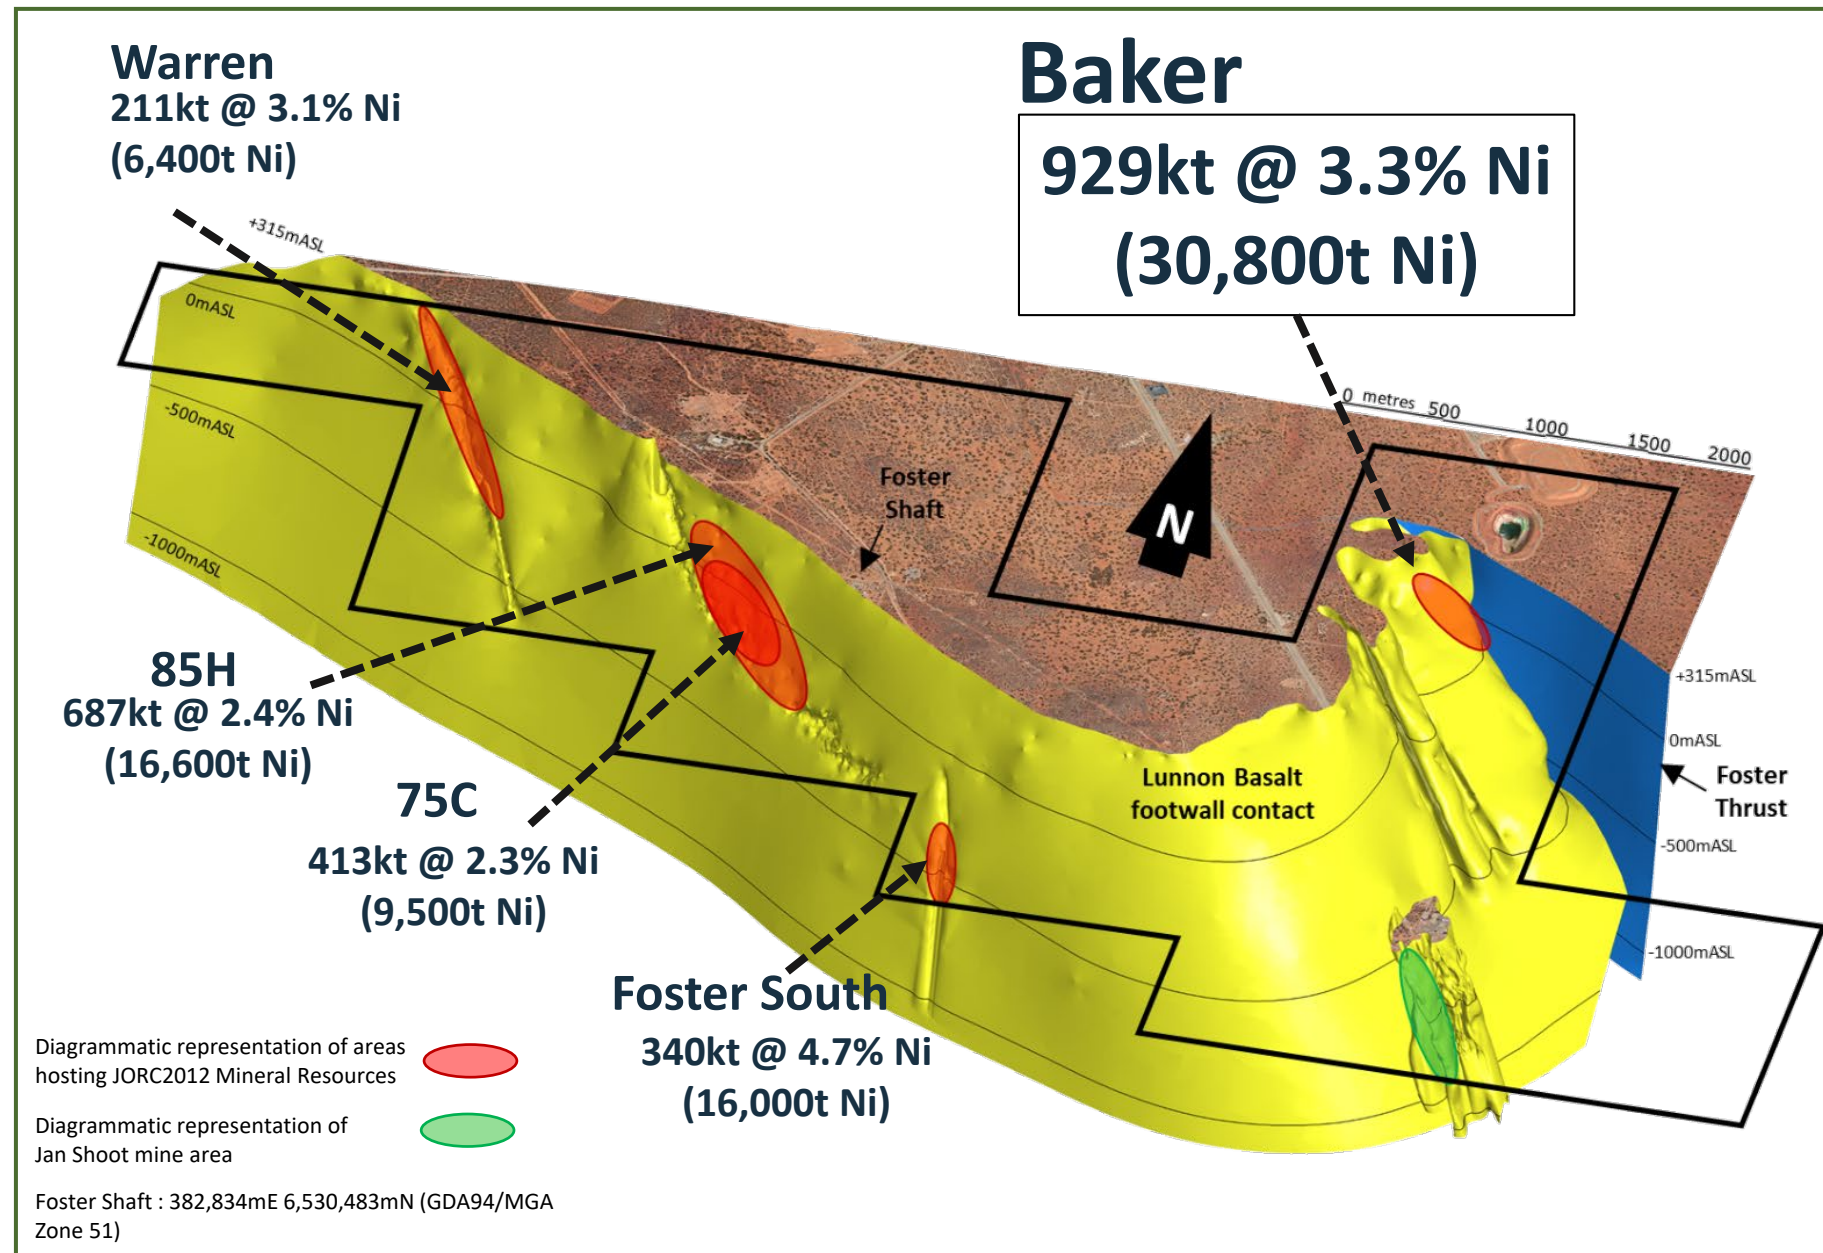 Warren
211kt @ 3.1% Ni
(6,400t Ni)
Baker
929kt @ 3.3% Ni
(30,800t Ni)
+315mASL
0mASL
-500mASL
-1000mASL
0 metres 500
1000
1500
2000
Foster
Shaft
N
85H
687kt @ 2.4% Ni
(16,600t Ni)
75C
413kt @ 2.3% Ni
(9,500t Ni)
Foster South
340kt @ 4.7% Ni
(16,000t Ni)
Lunnon Basalt
footwall contact
+315mASL
0mASL
Foster
Thrust
-500mASL
-1000mASL
Diagrammatic representation of areas
hosting JORC2012 Mineral Resources
Diagrammatic representation of
Jan Shoot mine area
Foster Shaft : 382,834mE 6,530,483mN (GDA94/MGA
Zone 51)